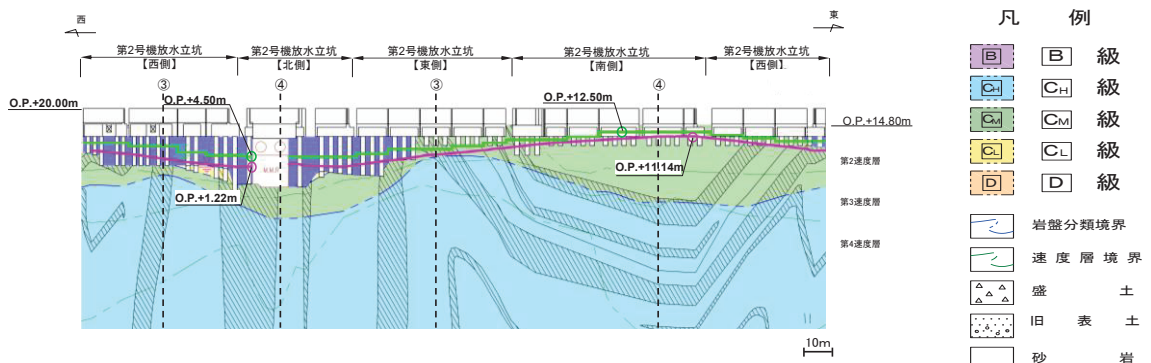 西
東
第2号機放水立坑 第2号機放水立坑 第2号機放水立坑 第2号機放水立坑 第2号機放水立坑
【西側】 【北側】 【東側】 【南側】 【西側】
③ ④ ③ ④
O.P.+20.00m
O.P.+4.50m
O.P.+12.50m
O.P.+14.80m
O.P.+11.14m
O.P.+1.22m
M.M.R
第2速度層
第3速度層
第4速度層
10m
凡 例
B B 級
CH CH 級
CM CM 級
CL CL 級
D D 級
岩盤分類境界
速度層境界
盛 土
旧表土
砂 岩